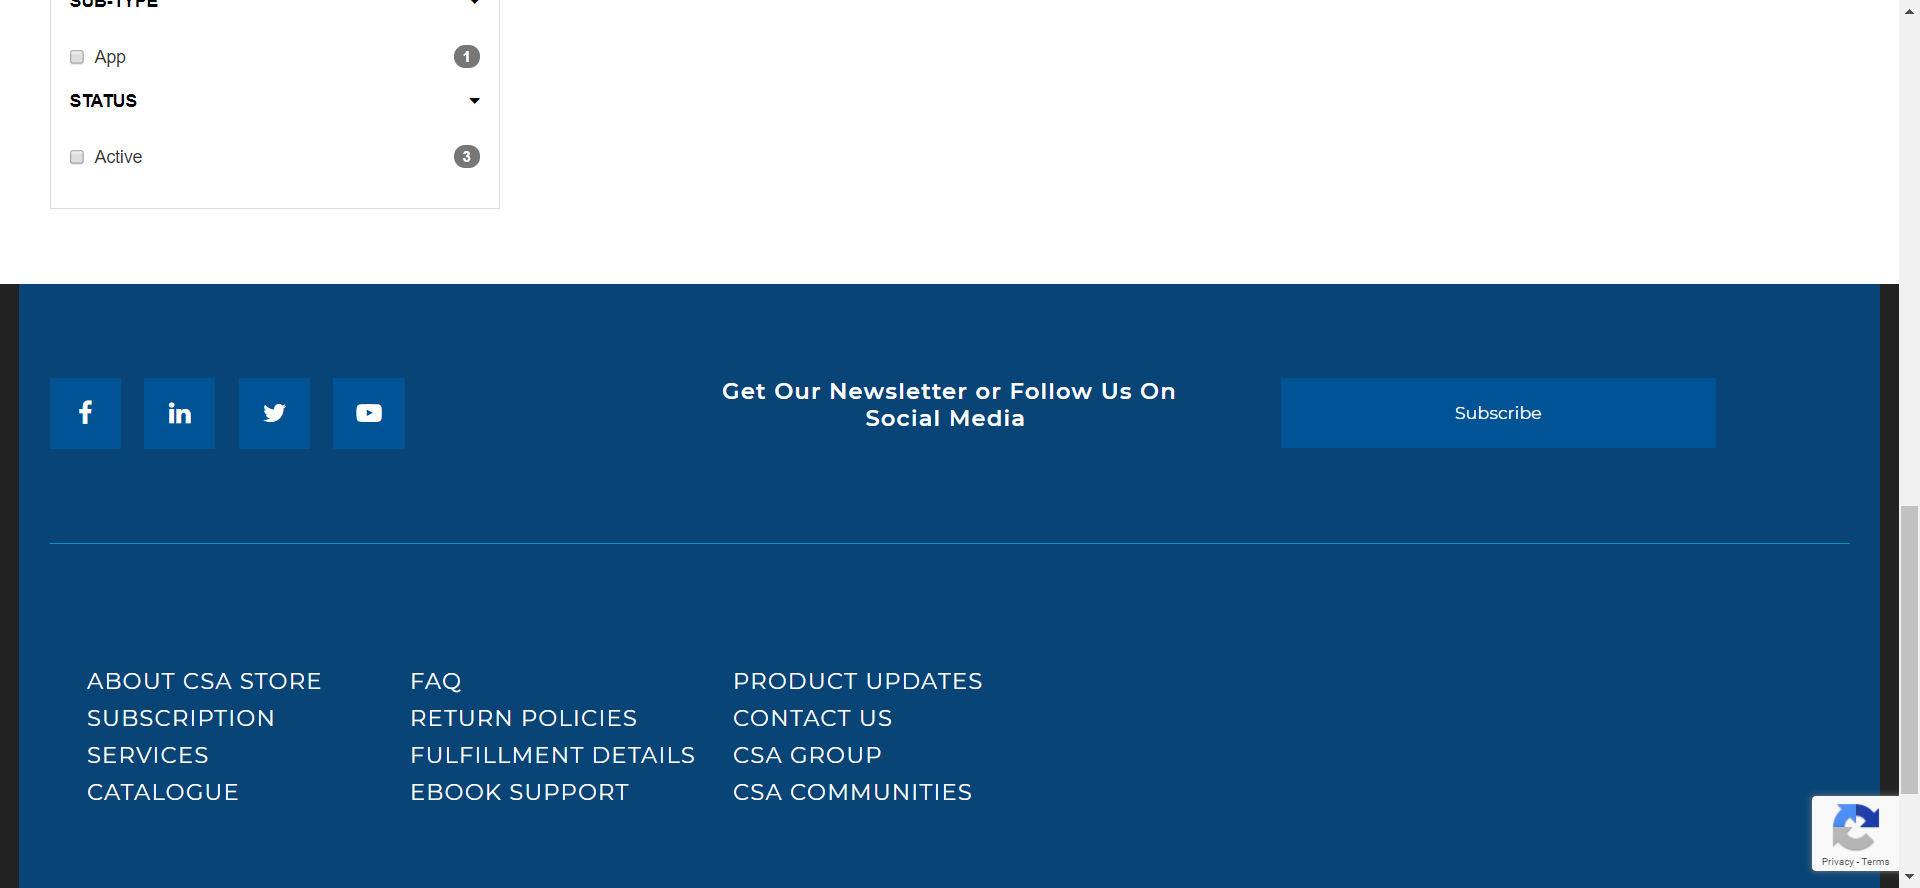 SUB-TYPE
App 1
STATUS
Active 3
Get Our Newsletter or Follow Us On
Social Media
Subscribe
ABOUT CSA STORE
SUBSCRIPTION
SERVICES
CATALOGUE
FAQ
RETURN POLICIES
FULFILLMENT DETAILS
EBOOK SUPPORT
PRODUCT UPDATES
CONTACT US
CSA GROUP
CSA COMMUNITIES
Privacy - Terms